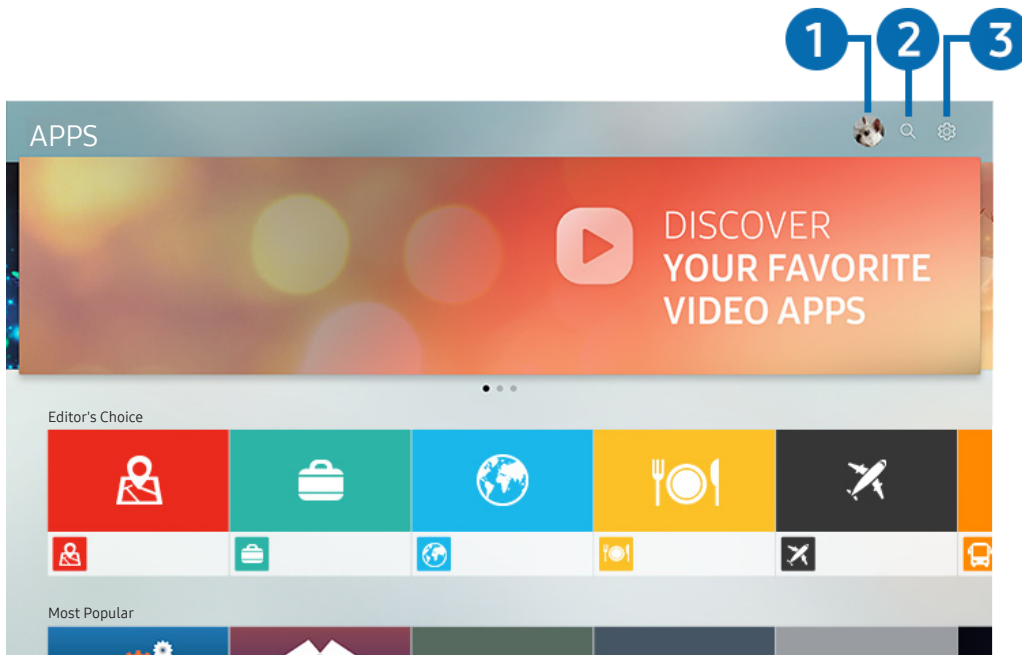 1 2 3
APPS
DISCOVER
YOUR FAVORITE
VIDEO APPS
Editor's Choice
Most Popular